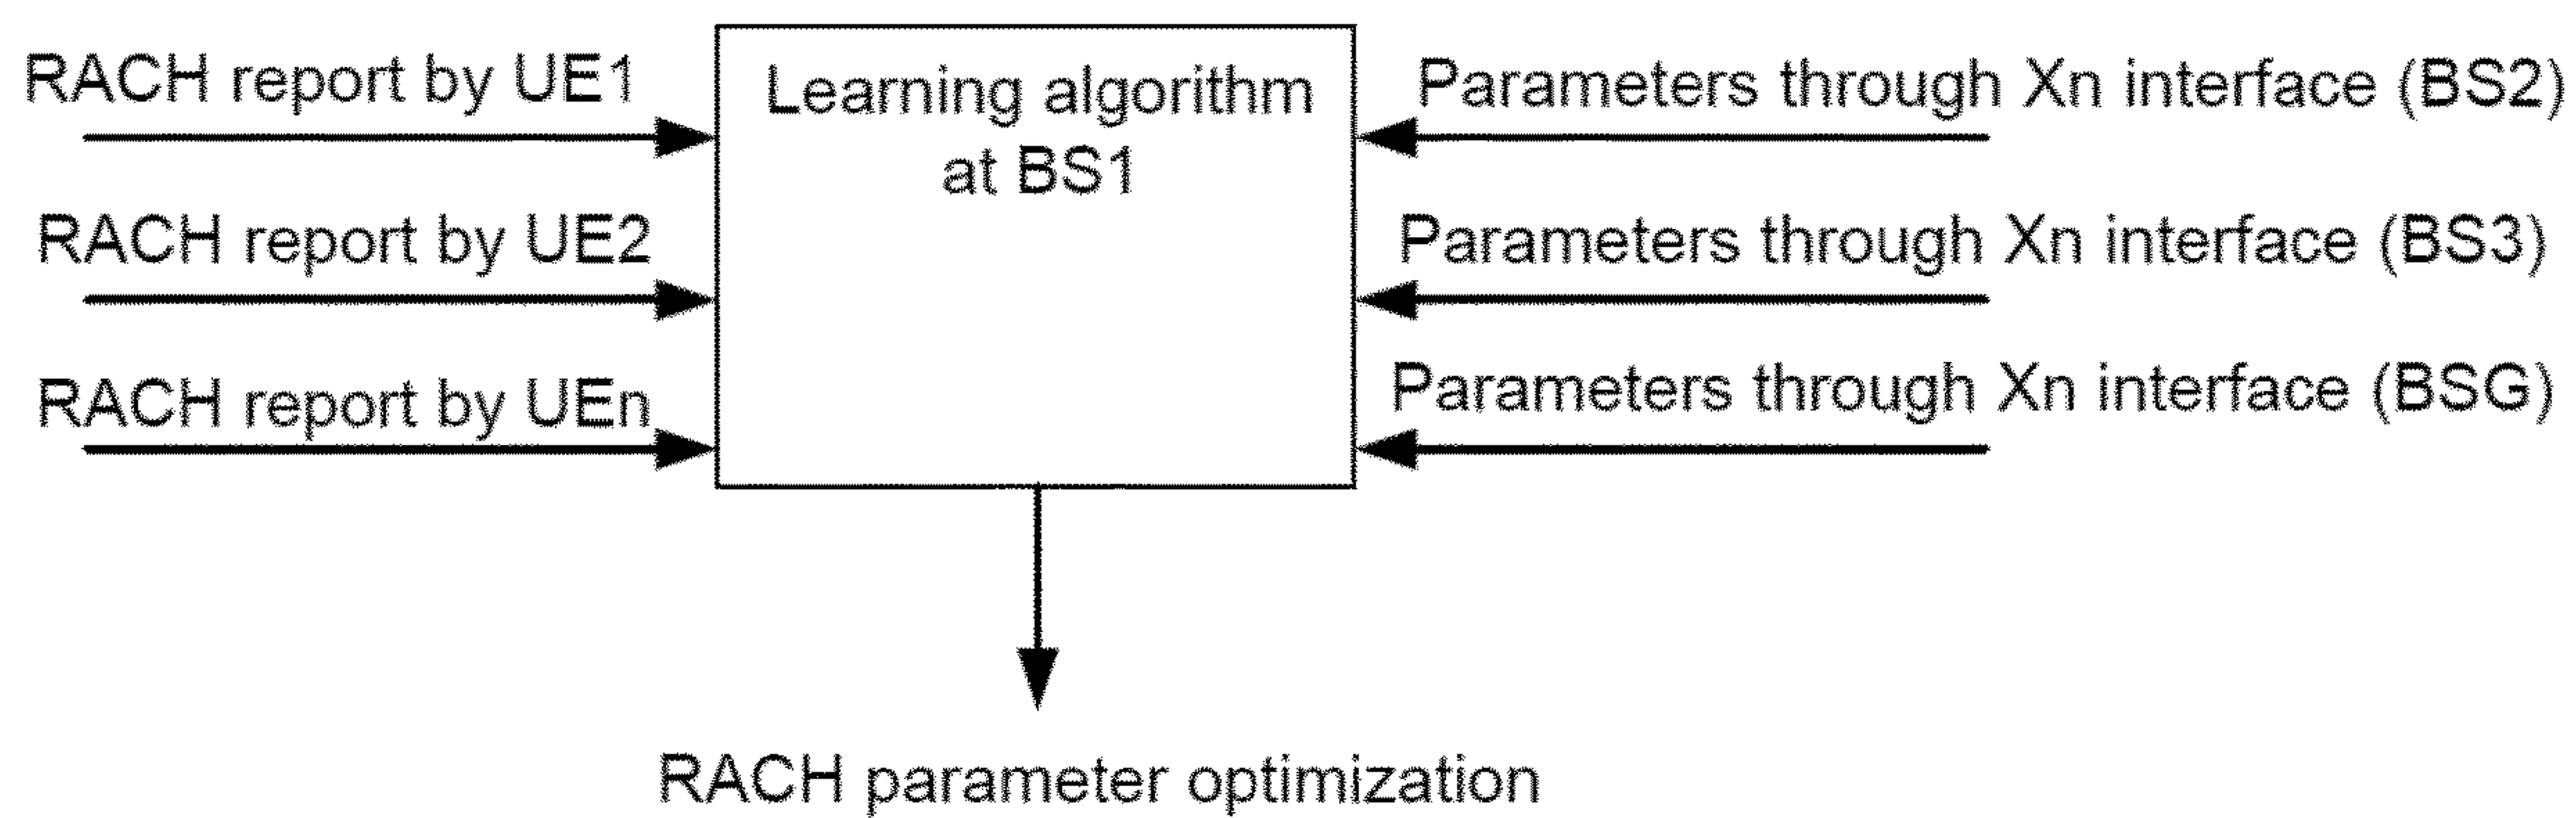 RACH report by UE1
RACH report by UE2
RACH report by UEn
Learning algorithm
at BS1
Parameters through Xn interface (BS2)
Parameters through Xn interface (BS3)
Parameters through Xn interface (BSG)
RACH parameter optimization